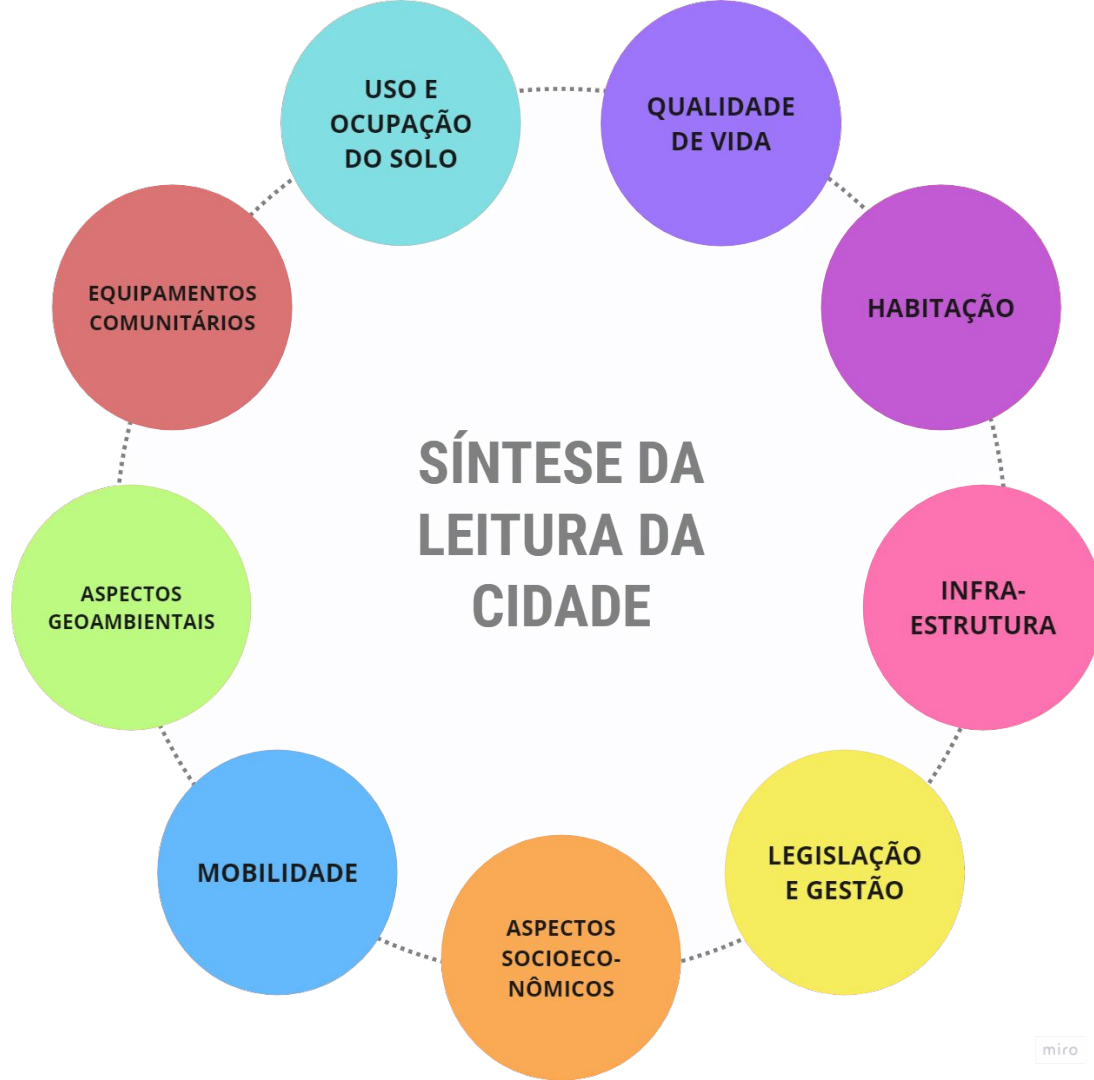 USO E
OCUPAÇÃO
DO SOLO
QUALIDADE
DE VIDA
EQUIPAMENTOS
COMUNITÁRIOS
HABITAÇÃO
SÍNTESE DA
LEITURA DA
CIDADE
ASPECTOS
GEOAMBIENTAIS
INFRA-
ESTRUTURA
MOBILIDADE
LEGISLAÇÃO
E GESTÃO
ASPECTOS
SOCIOECO-
NÔMICOS
miro